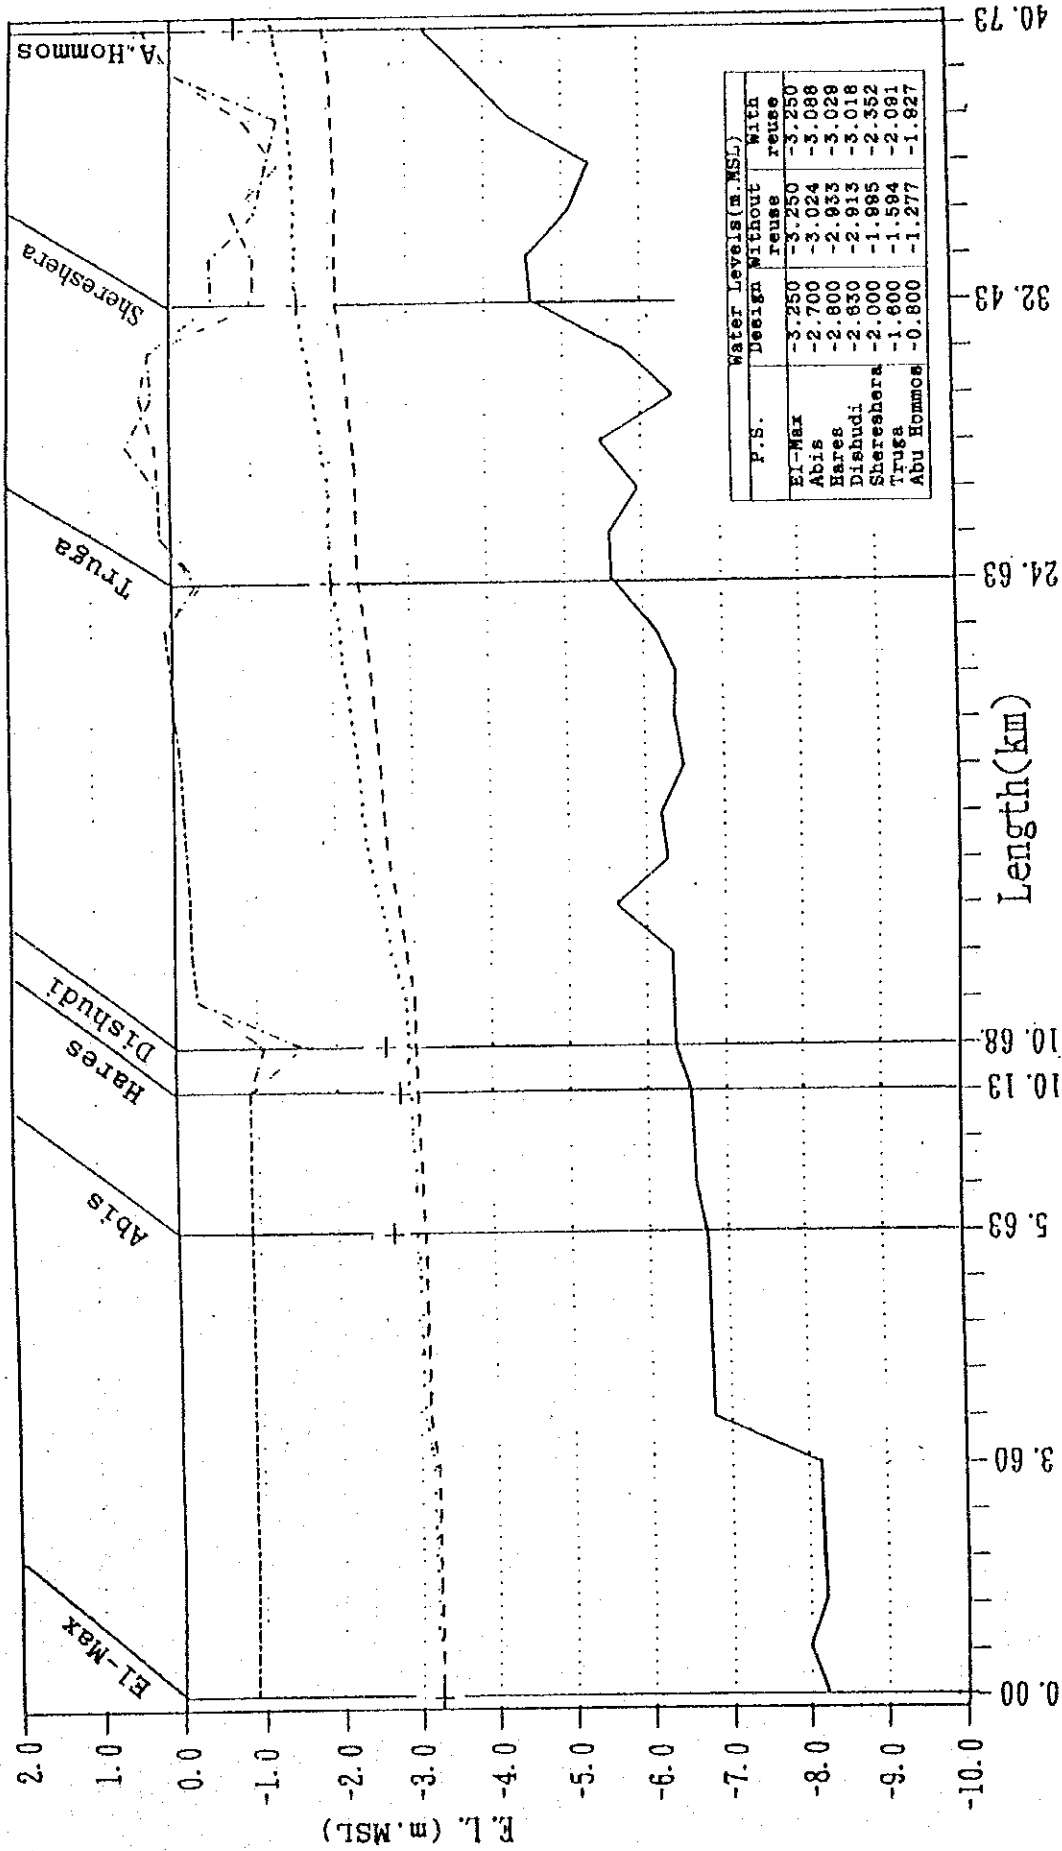 El-Max
Abis
Hares
Dishudi
Truga
Shereshera
A.Hommos
E.L. (m.MSL)
2.0
1.0
0.0
-1.0
-2.0
-3.0
-4.0
-5.0
-6.0
-7.0
-8.0
-9.0
-10.0
0.00
3.60
5.63
10.13
10.68
24.63
32.43
40.73
Length(km)
Water Levels(m.MSL)
P.S. Design Without reuse With reuse
El-Max -3.250 -3.250 -3.250
Abis -2.700 -3.024 -3.088
Hares -2.800 -2.933 -3.029
Dishudi -2.630 -2.913 -3.018
Shereshera -2.000 -1.995 -2.352
Truga -1.600 -1.594 -2.091
Abu Hommos -0.800 -1.277 -1.927